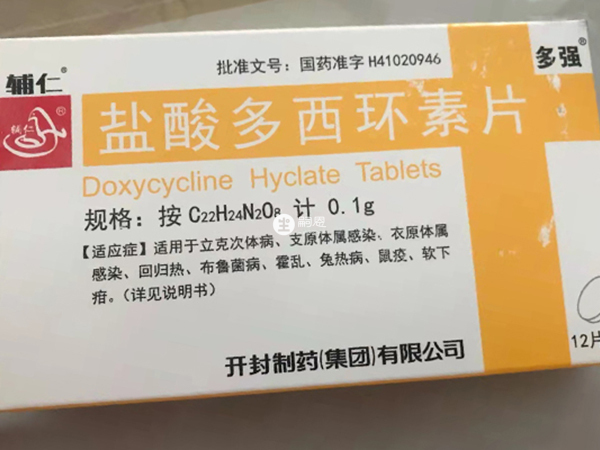 批准文号：国药准字 H41020946
辅仁®
多强®
辅仁
®
盐酸多西环素片
Doxycycline Hyclate Tablets
规格：按 C22H24N2O8 计 0.1g
【适应症】适用于立克次体病、支原体属感染、衣原体属
感染、回归热、布鲁菌病、霍乱、兔热病、鼠疫、软下
疳。（详见说明书）
12片
开封制药(集团)有限公司